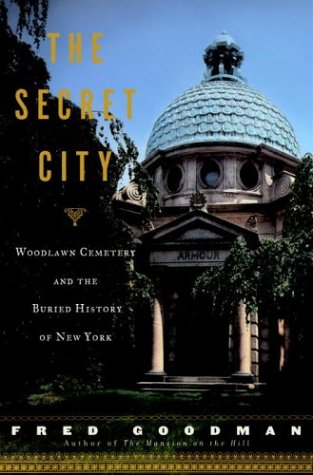 THE
SECRET
CITY
WOODLAWN CEMETERY
AND THE
BURIED HISTORY
OF NEW YORK
ARMOUR
FRED GOODMAN
Author of The Mansion on the Hill